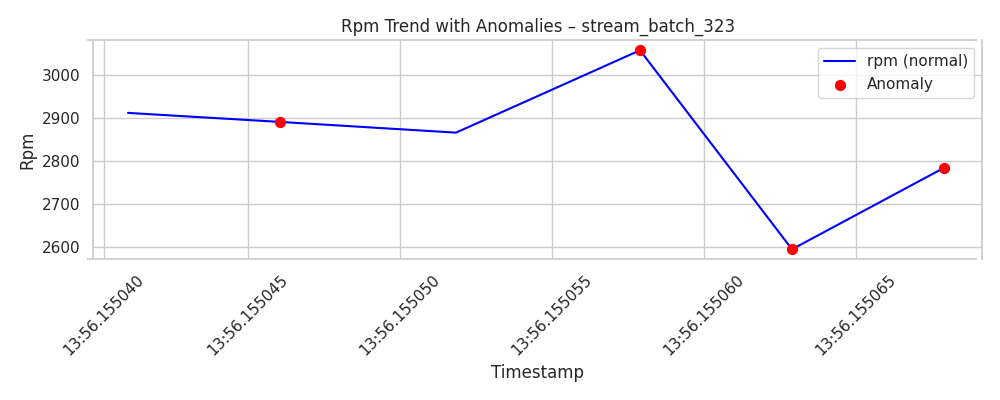 Rpm Trend with Anomalies – stream_batch_323
rpm (normal)
Anomaly
Rpm
3000
2900
2800
2700
2600
13:56.155040
13:56.155045
13:56.155050
13:56.155055
13:56.155060
13:56.155065
Timestamp